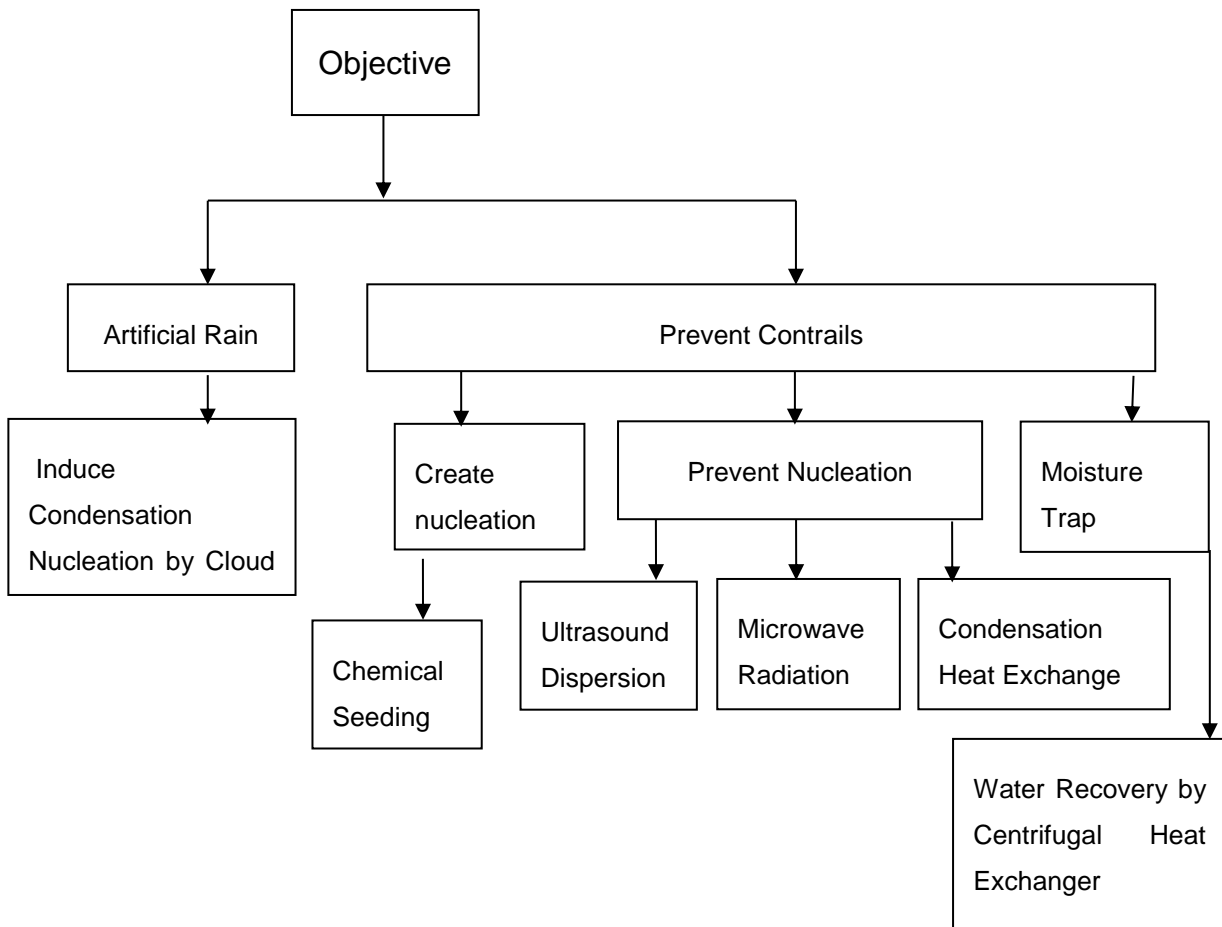 Objective
Artificial Rain
Prevent Contrails
Induce
Condensation
Nucleation by Cloud
Create
nucleation
Prevent Nucleation
Moisture
Trap
Chemical
Seeding
Ultrasound
Dispersion
Microwave
Radiation
Condensation
Heat Exchange
Water Recovery by
Centrifugal Heat
Exchanger